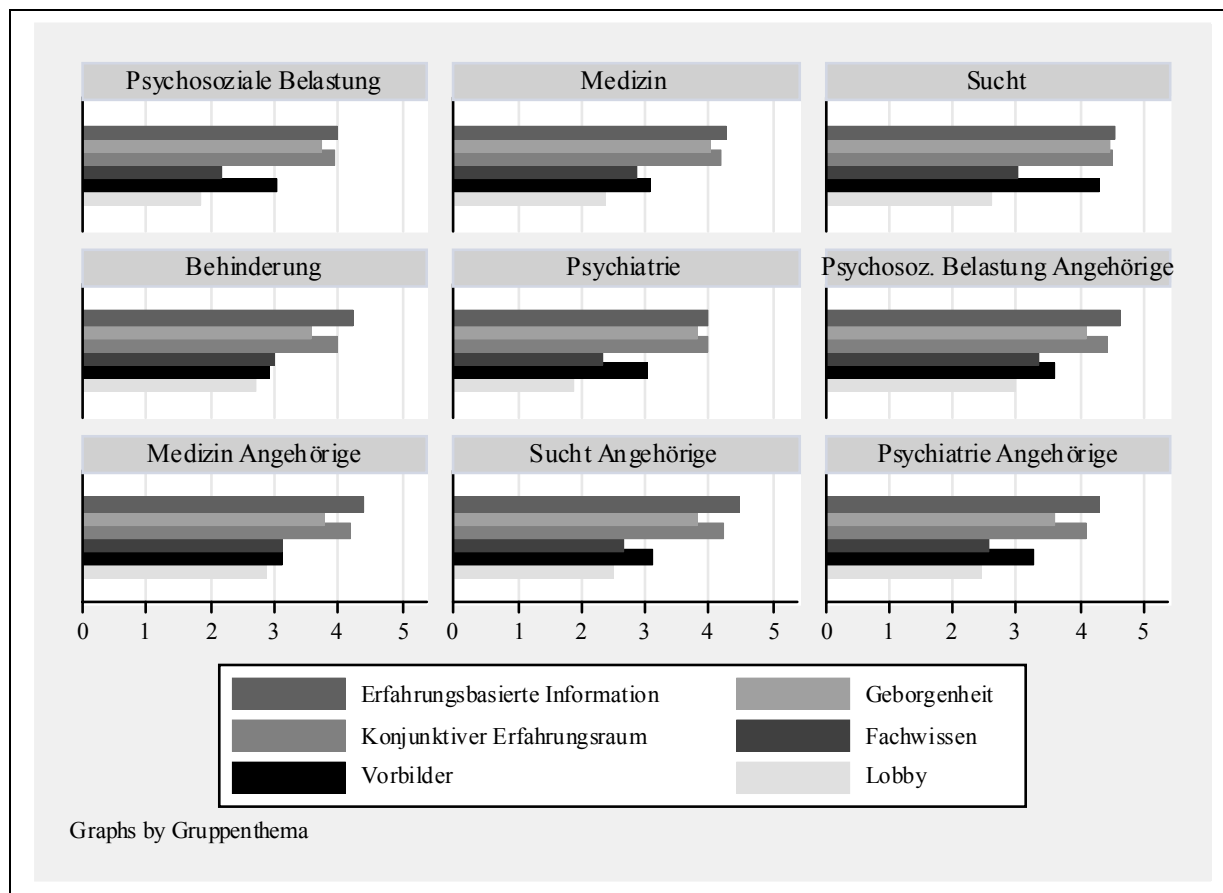 Psychosoziale Belastung
Medizin
Sucht
Behinderung
Psychiatrie
Psychosoz. Belastung Angehörige
Medizin Angehörige
Sucht Angehörige
Psychiatrie Angehörige
0 1 2 3 4 5 0 1 2 3 4 5 0 1 2 3 4 5
Erfahrungsbasierte Information Geborgenheit
Konjunktiver Erfahrungsraum Fachwissen
Vorbilder Lobby
Graphs by Gruppenthema